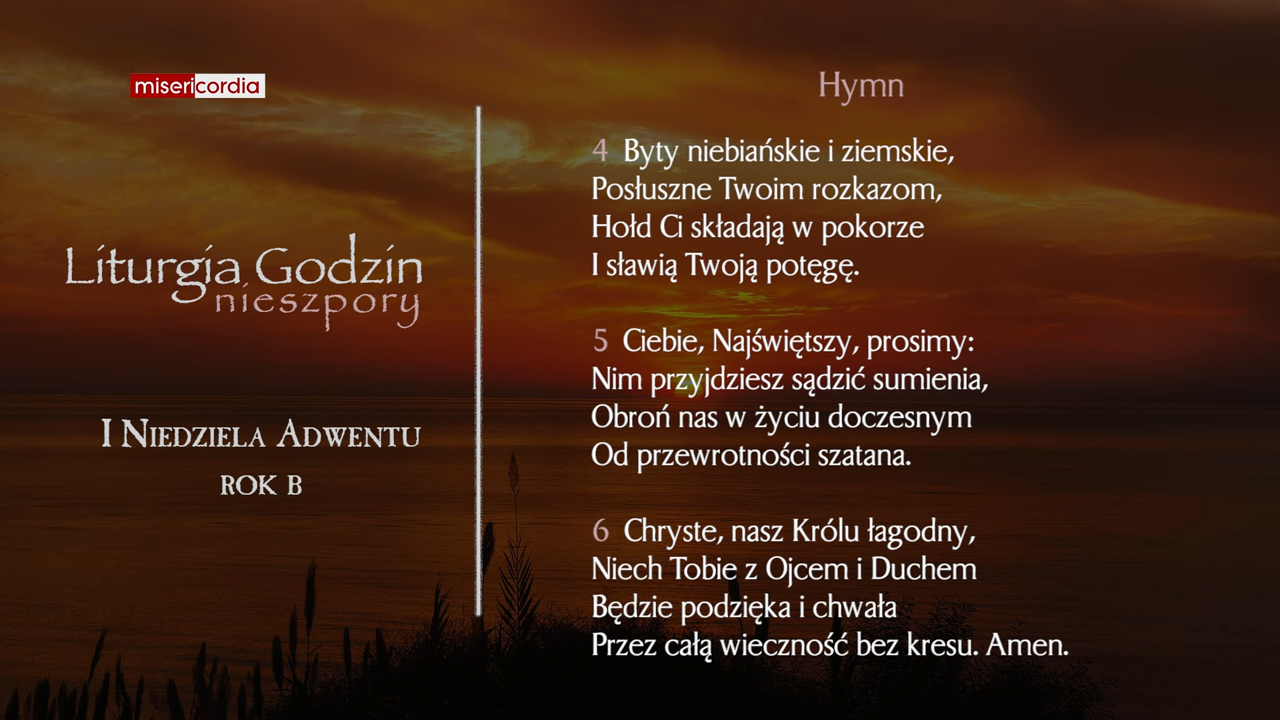 misericordia
Liturgia Godzin
nieszpory
I Niedziela Adwentu
rok B
Hymn
4 Byty niebiańskie i ziemskie,
Posłuszne Twoim rozkazom,
Hołd Ci składają w pokorze
I sławią Twoją potęgę.
5 Ciebie, Najświętszy, prosimy:
Nim przyjdziesz sądzić sumienia,
Obroń nas w życiu doczesnym
Od przewrotności szatana.
6 Chryste, nasz Królu łagodny,
Niech Tobie z Ojcem i Duchem
Będzie podzięka i chwała
Przez całą wieczność bez kresu. Amen.